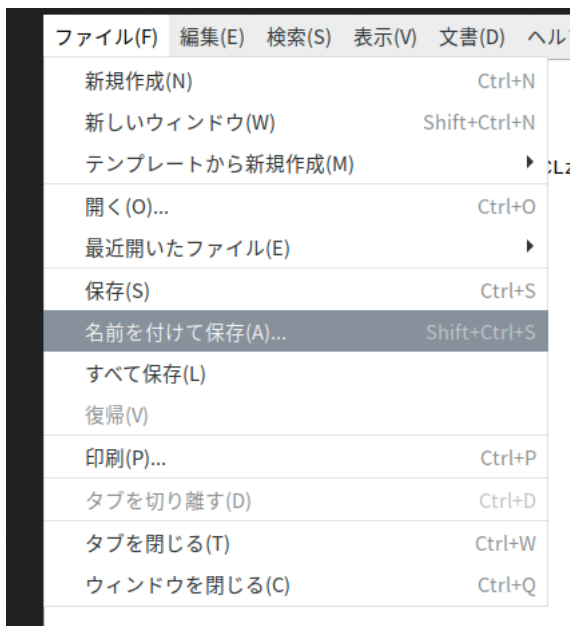 ファイル(F) 編集(E) 検索(S) 表示(V) 文書(D)
新規作成(N) Ctrl+N
新しいウィンドウ(W) Shift+Ctrl+N
テンプレートから新規作成(M)
開く(O)... Ctrl+O
最近開いたファイル(E)
保存(S) Ctrl+S
名前を付けて保存(A)... Shift+Ctrl+S
すべて保存(L)
復帰(V)
印刷(P)... Ctrl+P
タブを切り離す(D) Ctrl+D
タブを閉じる(T) Ctrl+W
ウィンドウを閉じる(C) Ctrl+Q